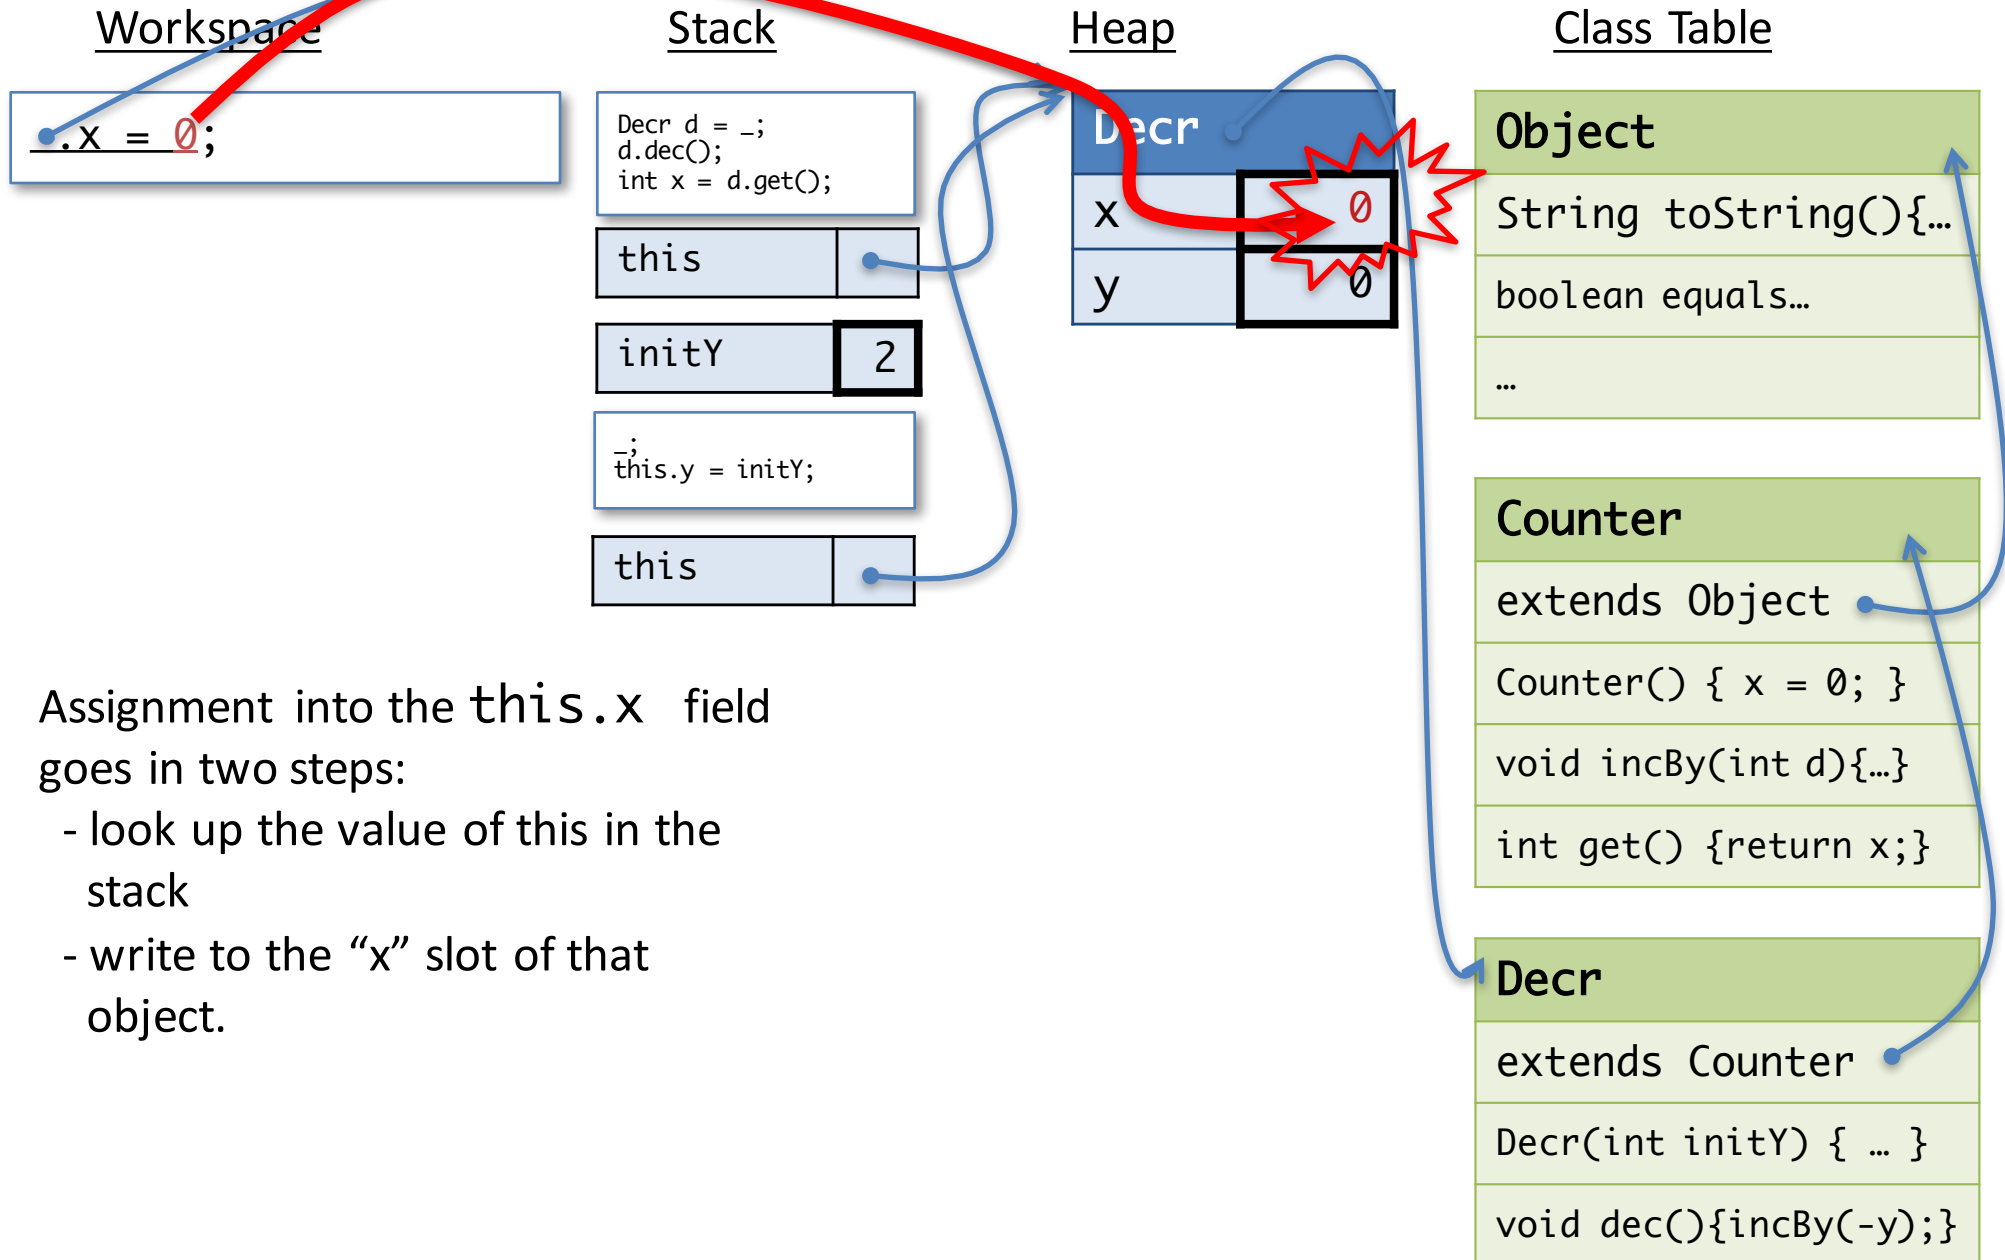 Workspace
Stack
Heap
Class Table
.x = 0;
Decr d = _;
d.dec();
int x = d.get();
this
initY 2
_;
this.y = initY;
this
Decr
x 0
y 0
Object
String toString(){…
boolean equals…
…
Counter
extends Object
Counter() { x = 0; }
void incBy(int d){…}
int get() {return x;}
Decr
extends Counter
Decr(int initY) { … }
void dec(){incBy(-y);}
Assignment into the this.x field
goes in two steps:
- look up the value of this in the
stack
- write to the “x” slot of that
object.